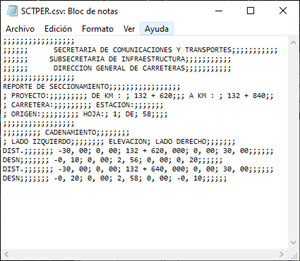 SCTPER.csv: Bloc de notas
Archivo Edición Formato Ver Ayuda
;;;;;;;;;;;;;;;;;
;;;;;; SECRETARIA DE COMUNICACIONES Y TRANSPORTES;;;;;;;;;;;
;;;;;; SUBSECRETARIA DE INFRAESTRUCTURA;;;;;;;;;;;
;;;;;; DIRECCION GENERAL DE CARRETERAS;;;;;;;;;;;
;;;;;;;;;;;;;;;;;
REPORTE DE SECCIONAMIENTO;;;;;;;;;;;;;;;;;
; PROYECTO:;;;;;;;;;; DE KM : ; 132 + 620;;; A KM : ; 132 + 840;;
; CARRETERA:;;;;;;;;;; ESTACION:;;;;;;;
; ORIGEN:;;;;;;;;;; HOJA:; 1; DE; 58;;;;
;;;;;;;;;;;;;;;;;
;;;;;;;;; CADENAMIENTO;;;;;;;;
; LADO IZQUIERDO;;;;;;;; ELEVACION; LADO DERECHO;;;;;;;
DIST.;;;;;;; -30, 00; 0, 00; 132 + 620, 000; 0, 00; 30, 00;;;;;;
DESN;;;;;;; -0, 10; 0, 00; 2, 56; 0, 00; 0, 20;;;;;;
DIST.;;;;;;; -30, 00; 0, 00; 132 + 640, 000; 0, 00; 30, 00;;;;;;
DESN;;;;;;; -0, 20; 0, 00; 2, 58; 0, 00; -0, 10;;;;;;